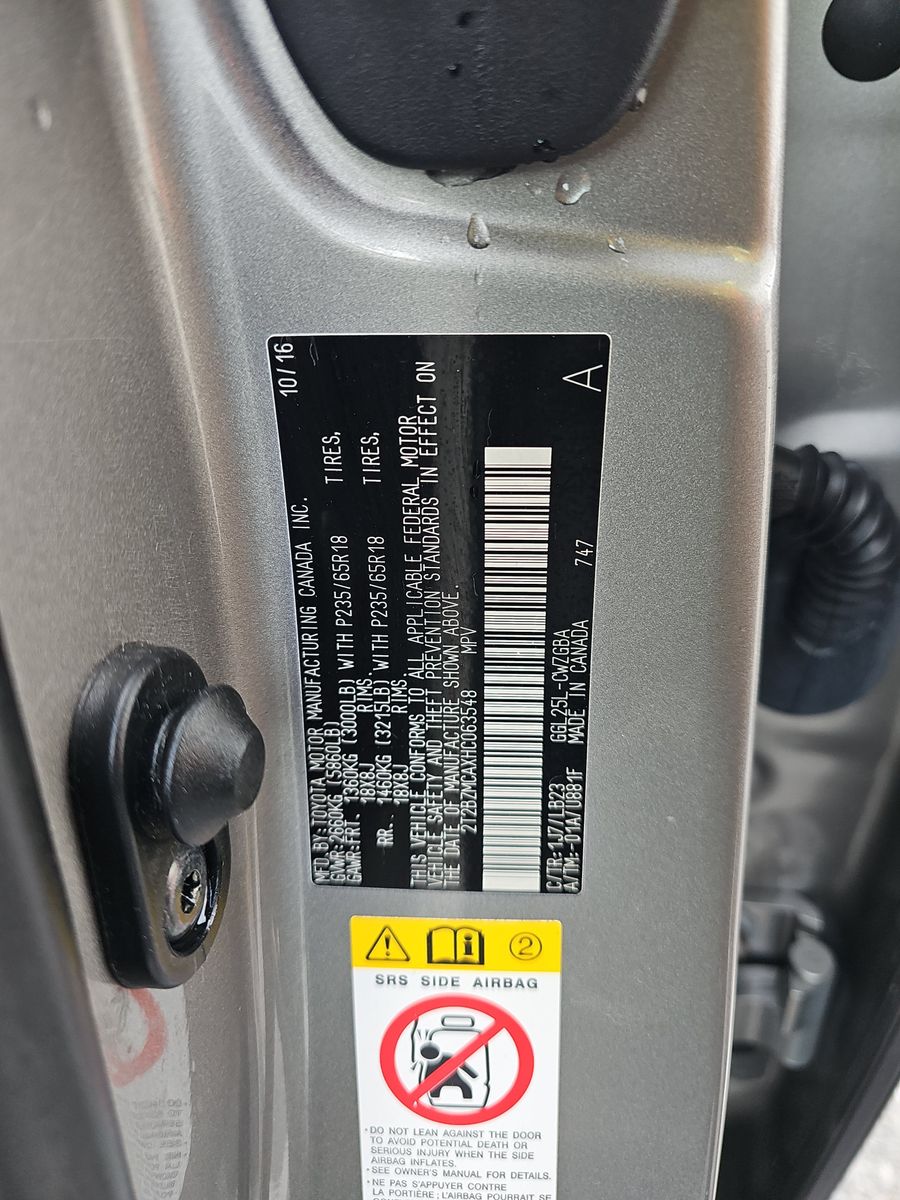 MFD.BY:TOYOTA MOTOR MANUFACTURING CANADA INC. 10/16
GVWR:2660KG (5860LB)
GAWR:FRT. 1360KG (3000LB) WITH P235/65R18 TIRES,
18X8J RIMS,
RR. 1460KG (3215LB) WITH P235/65R18 TIRES,
18X8J RIMS.
THIS VEHICLE CONFORMS TO ALL APPLICABLE FEDERAL MOTOR
VEHICLE SAFETY AND THEFT PREVENTION STANDARDS IN EFFECT ON
THE DATE OF MANUFACTURE SHOWN ABOVE.
2T2BZMCAXHC063548 MPV
C/TR:1J7/LB23 GGL25L-CWZGBA A
A/TM:-01A/U881F MADE IN CANADA 747
2
SRS SIDE AIRBAG
·DO NOT LEAN AGAINST THE DOOR
TO AVOID POTENTIAL DEATH OR
SERIOUS INJURY WHEN THE SIDE
AIRBAG INFLATES.
·SEE OWNER'S MANUAL FOR DETAILS.
·NE PAS S'APPUYER CONTRE
LA PORTIÈRE; L'AIRBAG POURRAIT SE